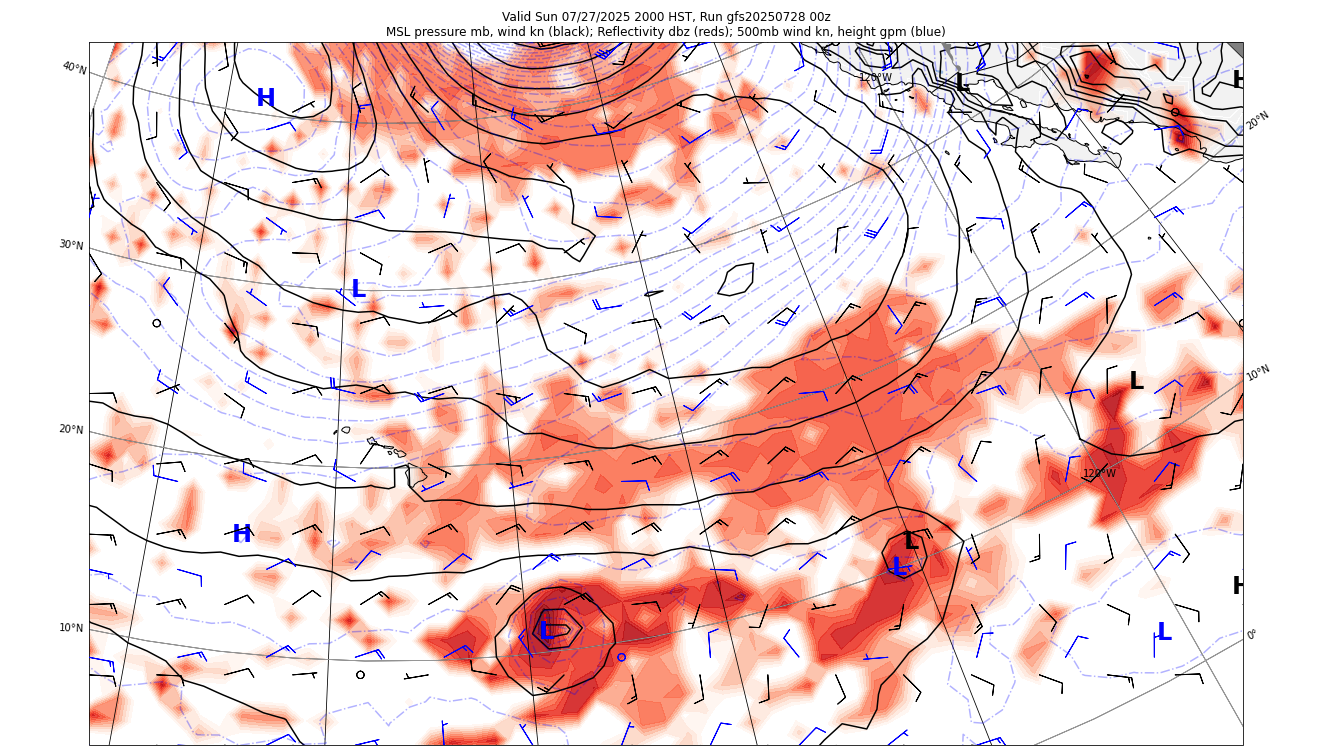 Valid Sun 07/27/2025 2000 HST, Run gfs20250728 00z
MSL pressure mb, wind kn (black); Reflectivity dbz (reds); 500mb wind kn, height gpm (blue)
40°N
120°W
L
H
H
20°N
30°N
L
L
10°N
20°N
120°W
H
L
L
H
10°N
L
L
0°